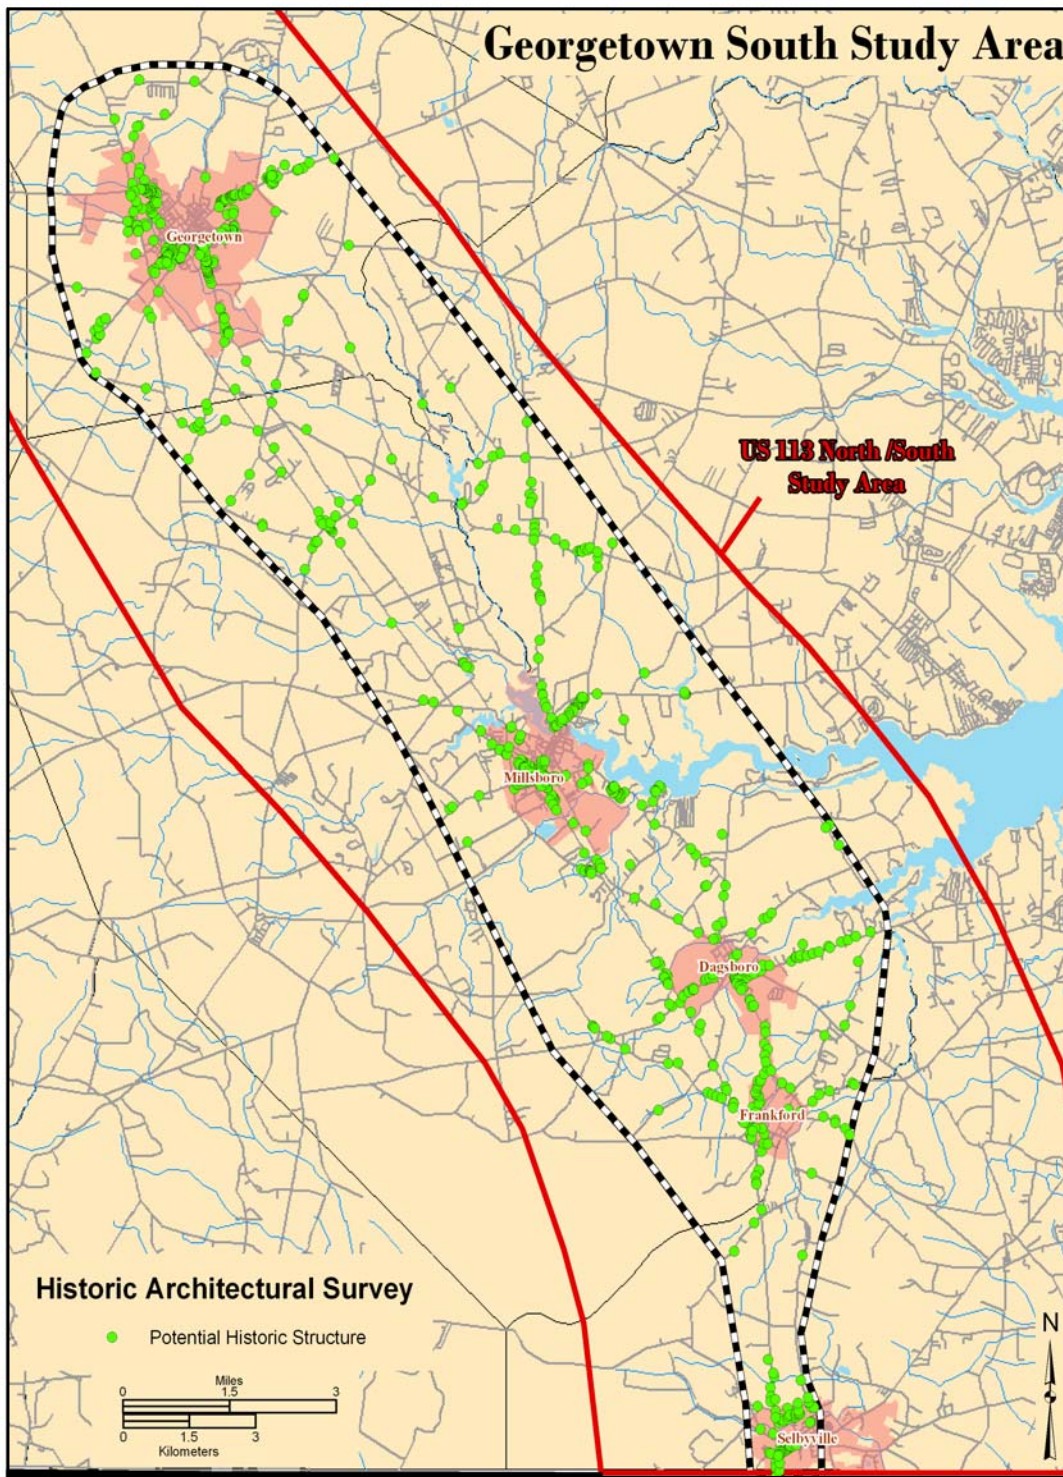 Georgetown South Study Area
Georgetown
US 113 North /South
Study Area
Millsboro
Dagsboro
Frankford
Historic Architectural Survey
Potential Historic Structure
Miles
0 1.5 3
0 1.5 3
Kilometers
N
Selbyville